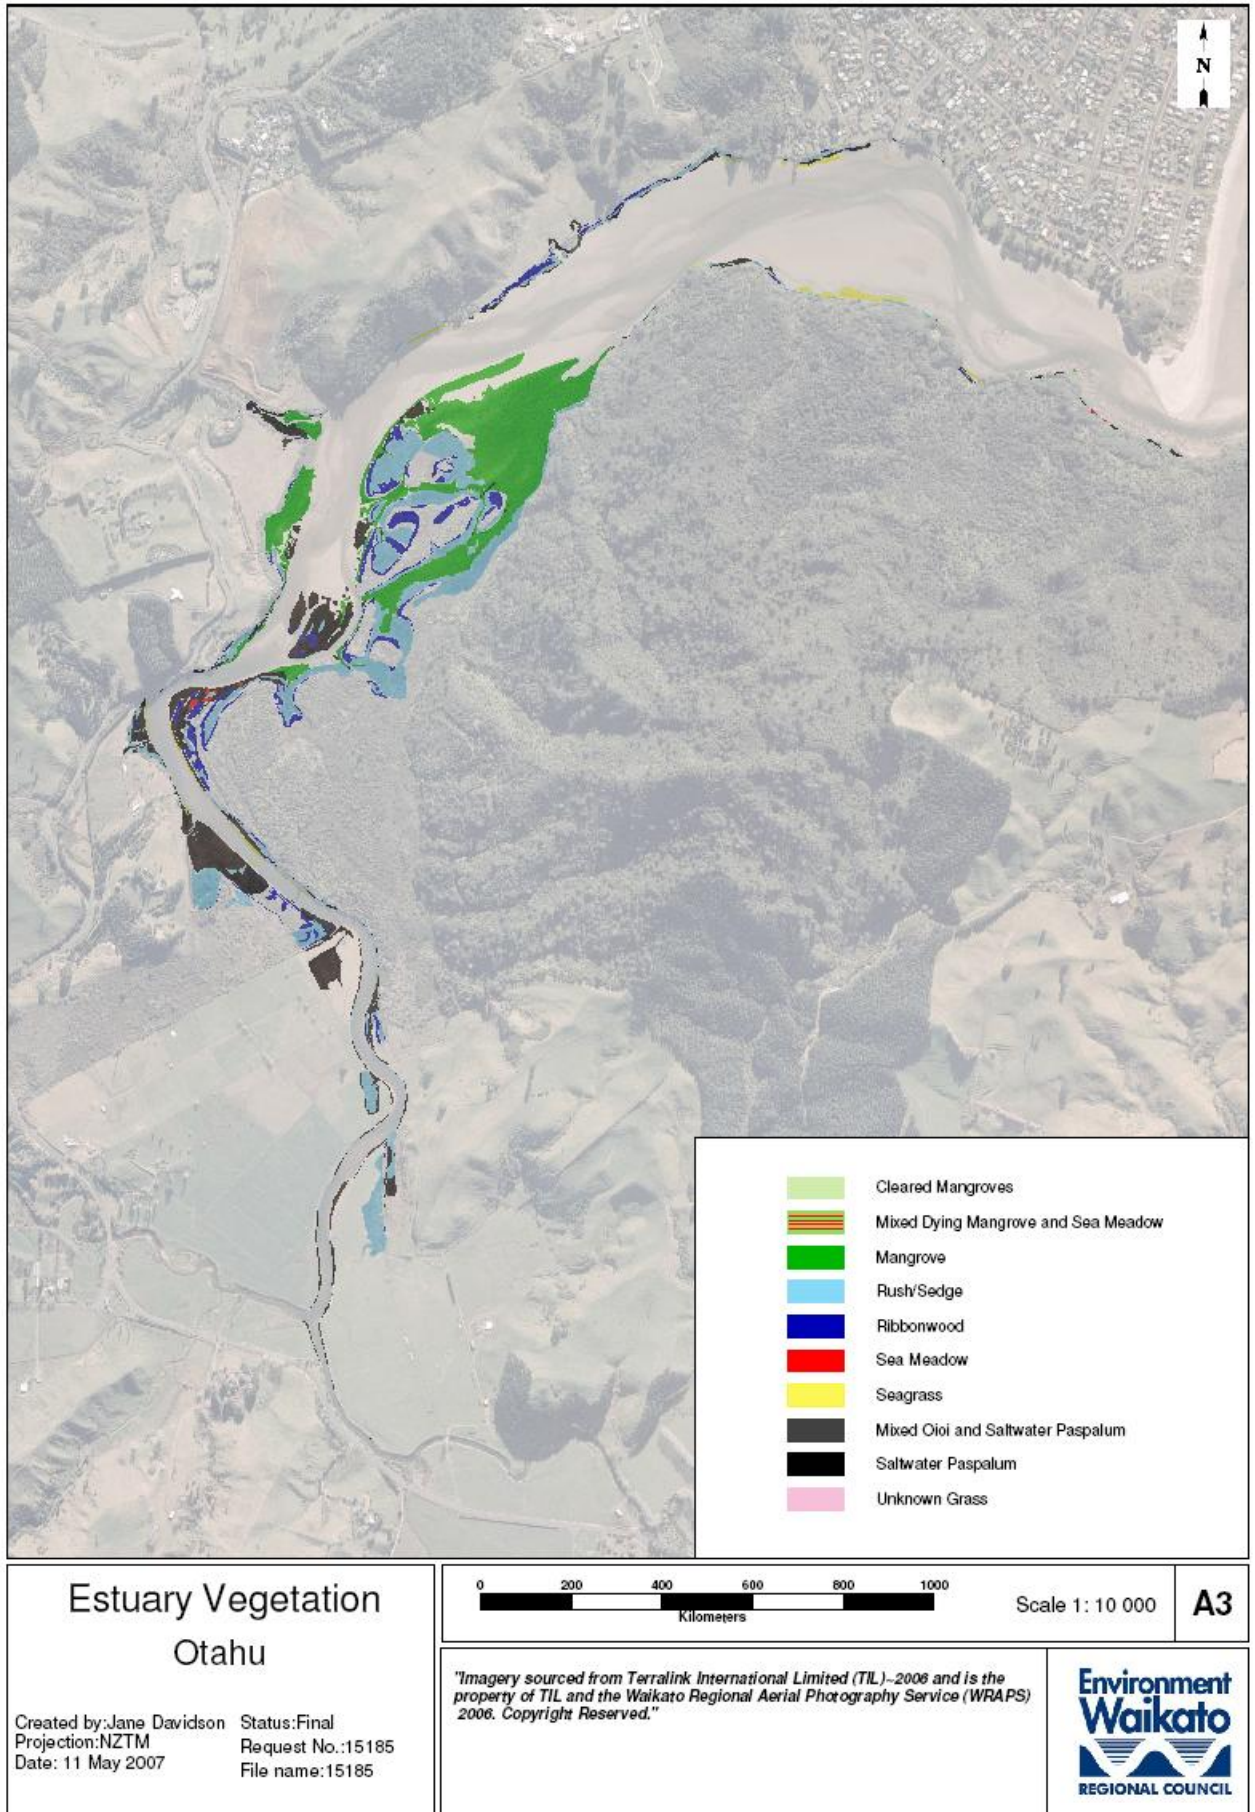 N
Cleared Mangroves
Mixed Dying Mangrove and Sea Meadow
Mangrove
Rush/Sedge
Ribbonwood
Sea Meadow
Seagrass
Mixed Oioi and Saltwater Paspalum
Saltwater Paspalum
Unknown Grass
Estuary Vegetation
Otahu
Created by:Jane Davidson
Projection:NZTM
Date: 11 May 2007
Status:Final
Request No.:15185
File name:15185
0 200 400 600 800 1000
Kilometers
Scale 1: 10 000
A3
"Imagery sourced from Terralink International Limited (TIL)-2006 and is the
property of TIL and the Waikato Regional Aerial Photography Service (WRAPS)
2006. Copyright Reserved."
Environment
Waikato
REGIONAL COUNCIL